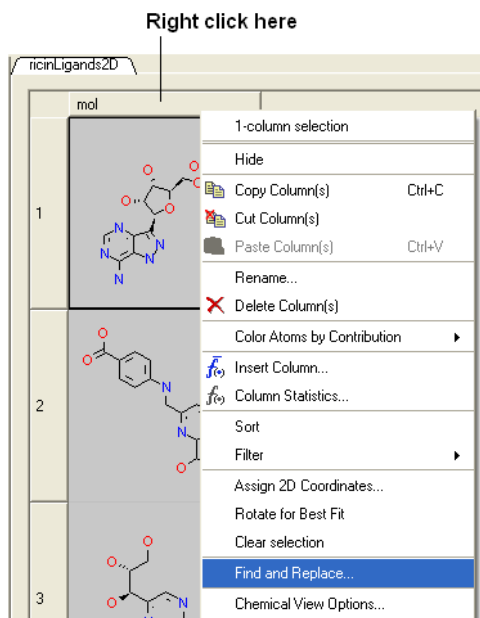 Right click here
ricinLigands2D
mol
1-column selection
Hide
Copy Column(s) Ctrl+C
Cut Column(s)
Paste Column(s) Ctrl+V
Rename...
Delete Column(s)
Color Atoms by Contribution
Insert Column...
Column Statistics...
Sort
Filter
Assign 2D Coordinates...
Rotate for Best Fit
Clear selection
Find and Replace...
Chemical View Options...
1
O
O
O
O
O
N
N
N
N
N
2
O
O
N
N
O
3
O
O
O
N